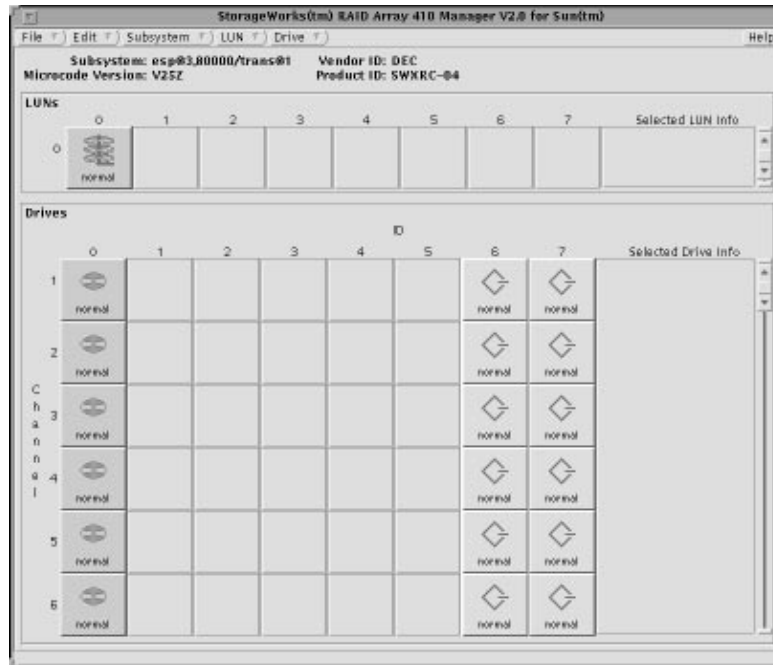 StorageWorks(tm) RAID Array 410 Manager V2.0 for Sun(tm)
File Edit Subsystem LUN Drive Help
Subsystem: esp@3,80000/trans@1 Vendor ID: DEC
Microcode Version: V25Z Product ID: SWXRC-04
LUNs
0 1 2 3 4 5 6 7 Selected LUN Info
0
normal
Drives
ID
0 1 2 3 4 5 6 7 Selected Drive Info
Channel
1
normal normal normal
2
normal normal normal
3
normal normal normal
4
normal normal normal
5
normal normal normal
6
normal normal normal